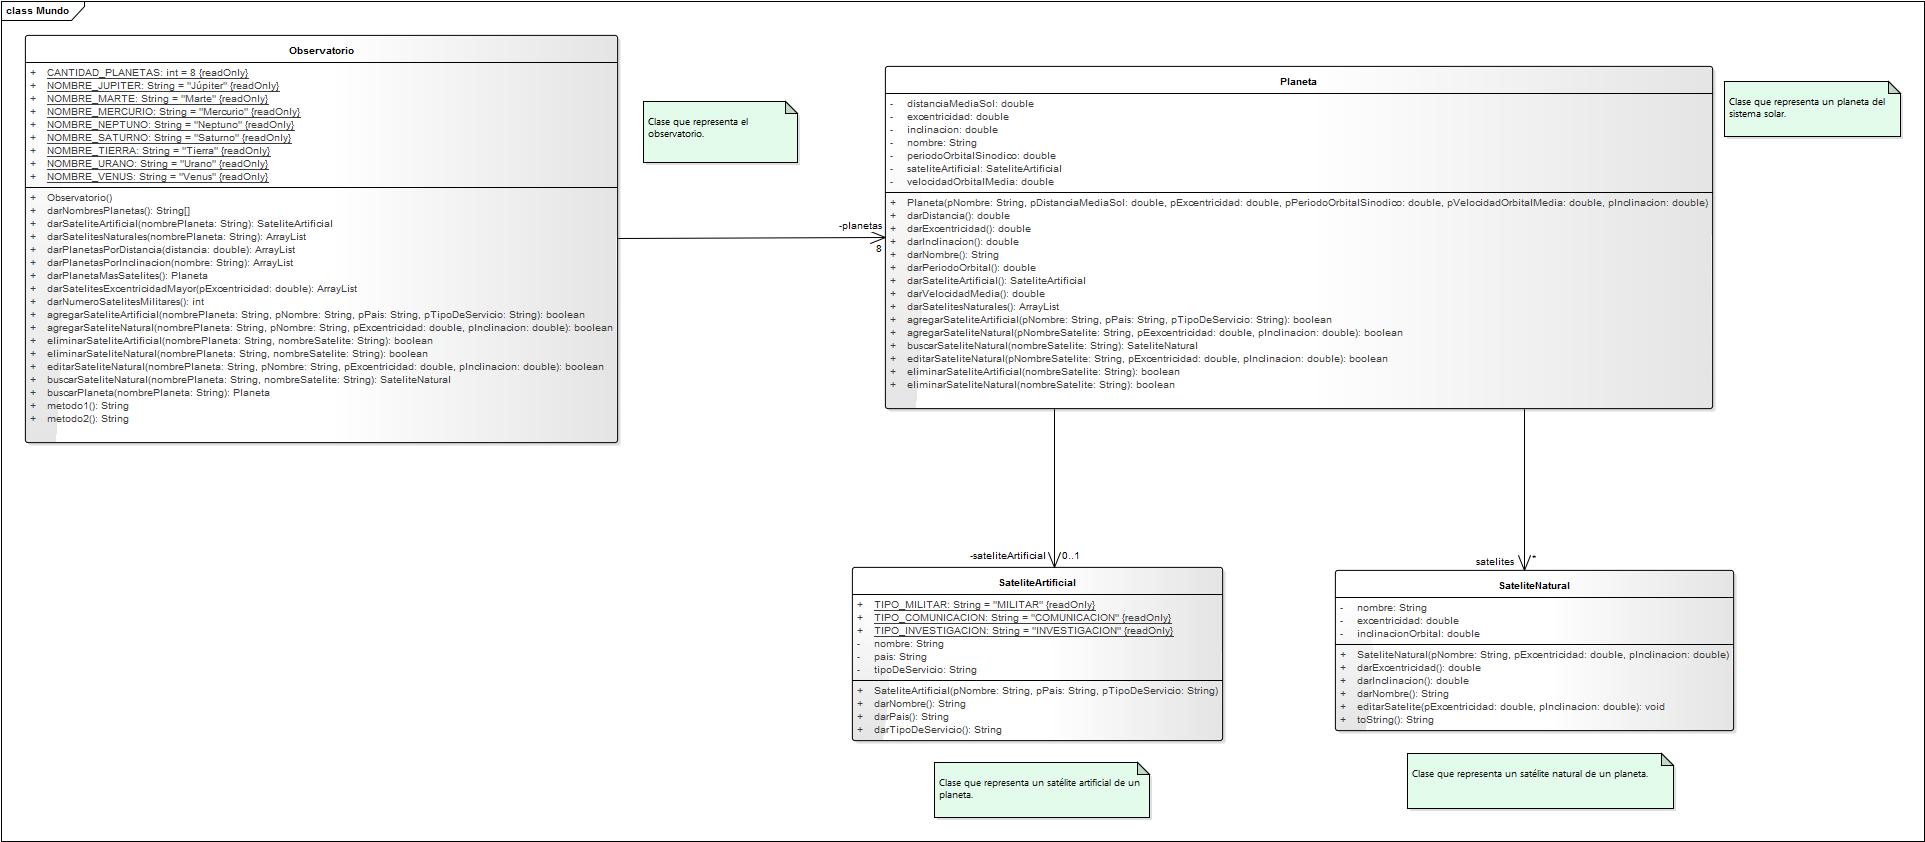 class Mundo
Observatorio
+ CANTIDAD_PLANETAS: int = 8 {readOnly}
+ NOMBRE_JUPITER: String = "Júpiter" {readOnly}
+ NOMBRE_MARTE: String = "Marte" {readOnly}
+ NOMBRE_MERCURIO: String = "Mercurio" {readOnly}
+ NOMBRE_NEPTUNO: String = "Neptuno" {readOnly}
+ NOMBRE_SATURNO: String = "Saturno" {readOnly}
+ NOMBRE_TIERRA: String = "Tierra" {readOnly}
+ NOMBRE_URANO: String = "Urano" {readOnly}
+ NOMBRE_VENUS: String = "Venus" {readOnly}
+ Observatorio()
+ darNombresPlanetas(): String[]
+ darSateliteArtificial(nombrePlaneta: String): SateliteArtificial
+ darSatelitesNaturales(nombrePlaneta: String): ArrayList
+ darPlanetasPorDistancia(distancia: double): ArrayList
+ darPlanetasPorInclinacion(nombre: String): ArrayList
+ darPlanetaMasSatelites(): Planeta
+ darSatelitesExcentricidadMayor(pExcentricidad: double): ArrayList
+ darNumeroSatelitesMilitares(): int
+ agregarSateliteArtificial(nombrePlaneta: String, pNombre: String, pPais: String, pTipoDeServicio: String): boolean
+ agregarSateliteNatural(nombrePlaneta: String, pNombre: String, pExcentricidad: double, pInclinacion: double): boolean
+ eliminarSateliteArtificial(nombrePlaneta: String, nombreSatelite: String): boolean
+ eliminarSateliteNatural(nombrePlaneta: String, nombreSatelite: String): boolean
+ editarSateliteNatural(nombrePlaneta: String, pNombre: String, pExcentricidad: double, pInclinacion: double): boolean
+ buscarSateliteNatural(nombrePlaneta: String, nombreSatelite: String): SateliteNatural
+ buscarPlaneta(nombrePlaneta: String): Planeta
+ metodo1(): String
+ metodo2(): String
Clase que representa el
observatorio.
-planetas
8
Planeta
- distanciaMediaSol: double
- excentricidad: double
- inclinacion: double
- nombre: String
- periodoOrbitalSinodico: double
- sateliteArtificial: SateliteArtificial
- velocidadOrbitalMedia: double
+ Planeta(pNombre: String, pDistanciaMediaSol: double, pExcentricidad: double, pPeriodoOrbitalSinodico: double, pVelocidadOrbitalMedia: double, pInclinacion: double)
+ darDistancia(): double
+ darExcentricidad(): double
+ darInclinacion(): double
+ darNombre(): String
+ darPeriodoOrbital(): double
+ darSateliteArtificial(): SateliteArtificial
+ darVelocidadMedia(): double
+ darSatelitesNaturales(): ArrayList
+ agregarSateliteArtificial(pNombre: String, pPais: String, pTipoDeServicio: String): boolean
+ agregarSateliteNatural(pNombreSatelite: String, pEexcentricidad: double, pInclinacion: double): boolean
+ buscarSateliteNatural(nombreSatelite: String): SateliteNatural
+ editarSateliteNatural(pNombreSatelite: String, pExcentricidad: double, pInclinacion: double): boolean
+ eliminarSateliteArtificial(nombreSatelite: String): boolean
+ eliminarSateliteNatural(nombreSatelite: String): boolean
Clase que representa un planeta del
sistema solar.
-sateliteArtificial 0..1
SateliteArtificial
+ TIPO_MILITAR: String = "MILITAR" {readOnly}
+ TIPO_COMUNICACION: String = "COMUNICACION" {readOnly}
+ TIPO_INVESTIGACION: String = "INVESTIGACION" {readOnly}
- nombre: String
- pais: String
- tipoDeServicio: String
+ SateliteArtificial(pNombre: String, pPais: String, pTipoDeServicio: String)
+ darNombre(): String
+ darPais(): String
+ darTipoDeServicio(): String
Clase que representa un satélite artificial de un
planeta.
satelites *
SateliteNatural
- nombre: String
- excentricidad: double
- inclinacionOrbital: double
+ SateliteNatural(pNombre: String, pExcentricidad: double, pInclinacion: double)
+ darExcentricidad(): double
+ darInclinacion(): double
+ darNombre(): String
+ editarSatelite(pExcentricidad: double, pInclinacion: double): void
+ toString(): String
Clase que representa un satélite natural de un planeta.